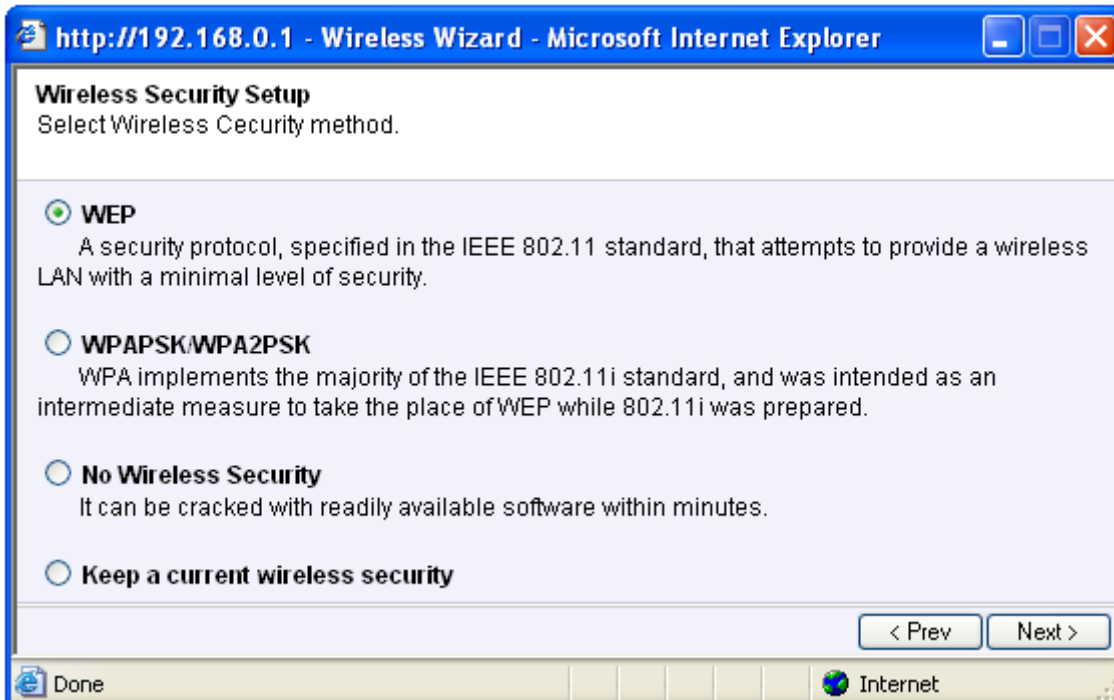 http://192.168.0.1 - Wireless Wizard - Microsoft Internet Explorer
Wireless Security Setup
Select Wireless Cecurity method.
WEP
A security protocol, specified in the IEEE 802.11 standard, that attempts to provide a wireless
LAN with a minimal level of security.
WPAPSK/WPA2PSK
WPA implements the majority of the IEEE 802.11i standard, and was intended as an
intermediate measure to take the place of WEP while 802.11i was prepared.
No Wireless Security
It can be cracked with readily available software within minutes.
Keep a current wireless security
< Prev Next >
Done Internet